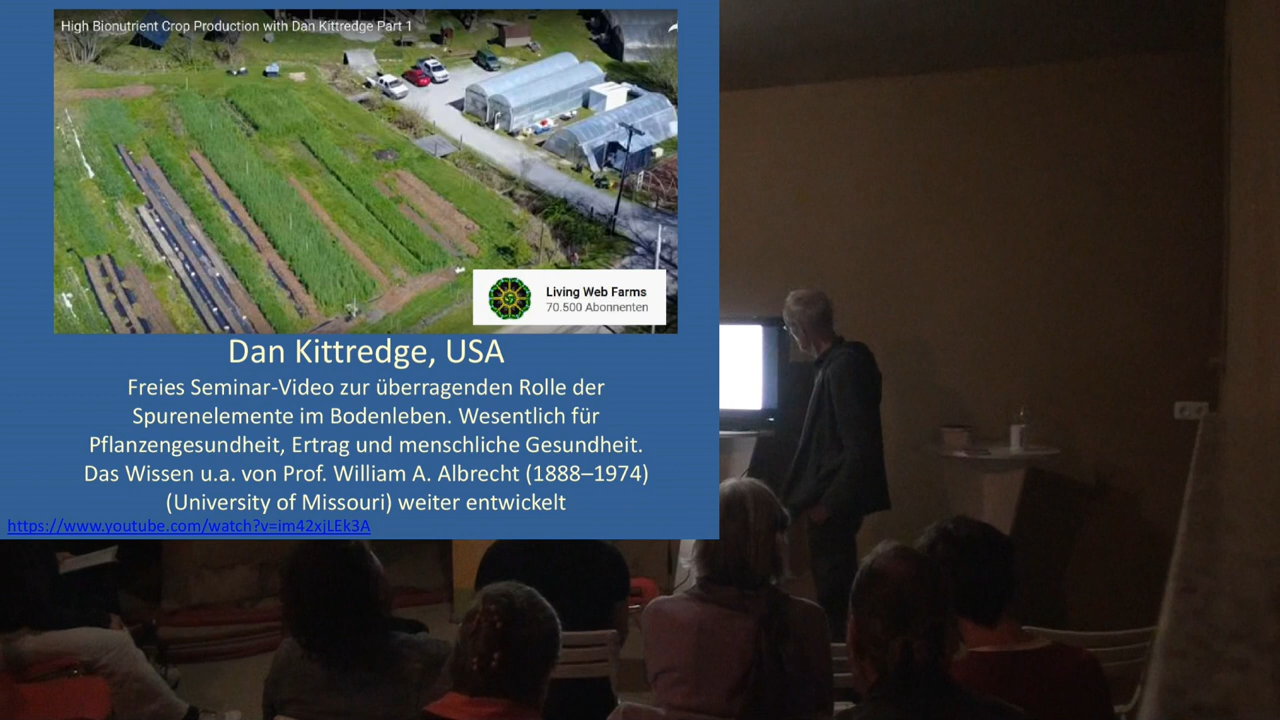 High Bionutrient Crop Production with Dan Kittredge Part 1
Living Web Farms
70.500 Abonnenten
Dan Kittredge, USA
Freies Seminar-Video zur überragenden Rolle der
Spurenelemente im Bodenleben. Wesentlich für
Pflanzengesundheit, Ertrag und menschliche Gesundheit.
Das Wissen u.a. von Prof. William A. Albrecht (1888–1974)
(University of Missouri) weiter entwickelt
https://www.youtube.com/watch?v=im42xjLEk3A